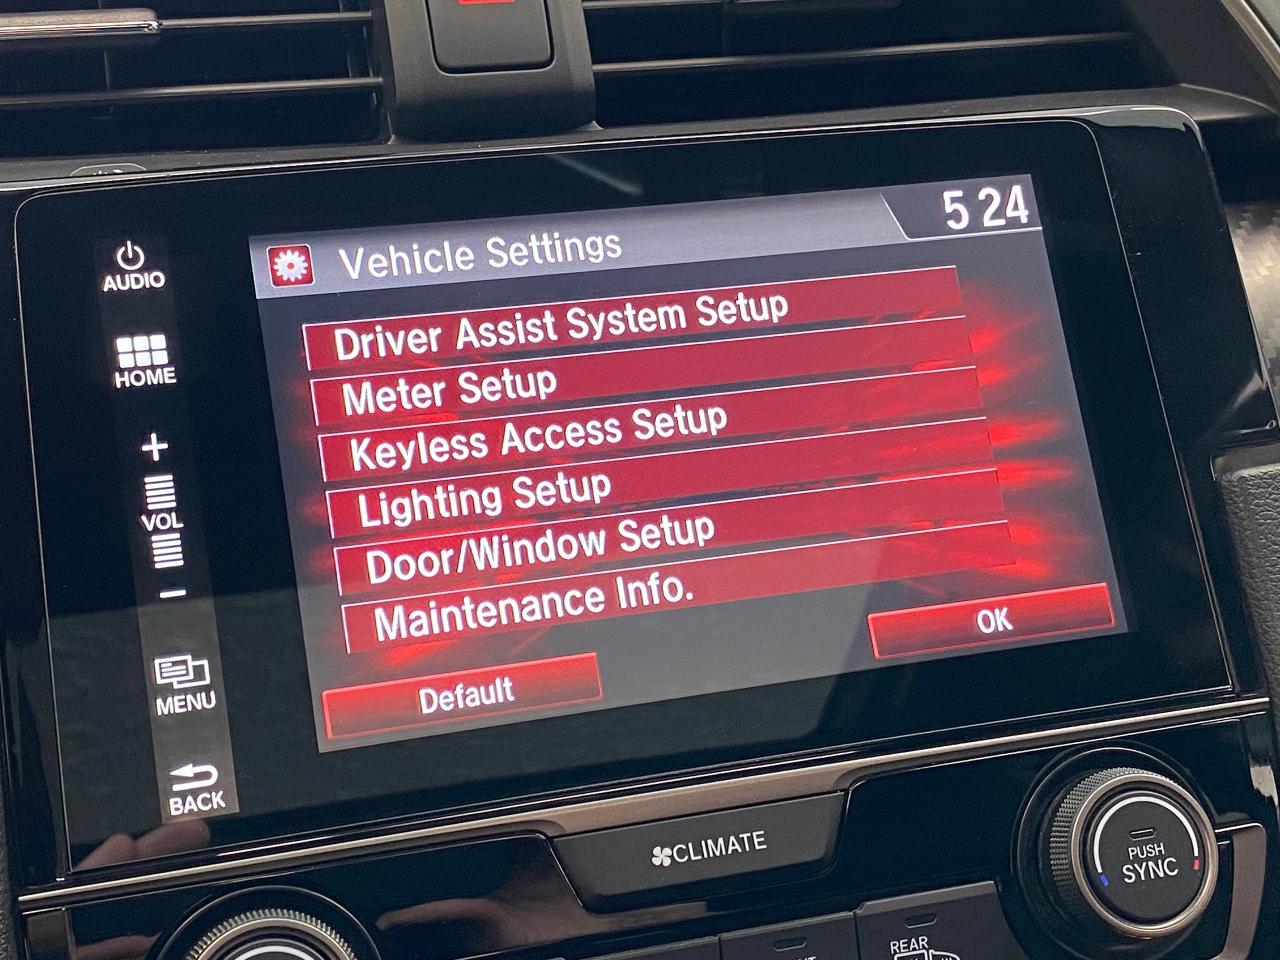 Vehicle Settings
5 24
Driver Assist System Setup
Meter Setup
Keyless Access Setup
Lighting Setup
Door/Window Setup
Maintenance Info.
Default
OK
AUDIO
HOME
+
VOL
−
MENU
BACK
CLIMATE
PUSH
SYNC
REAR